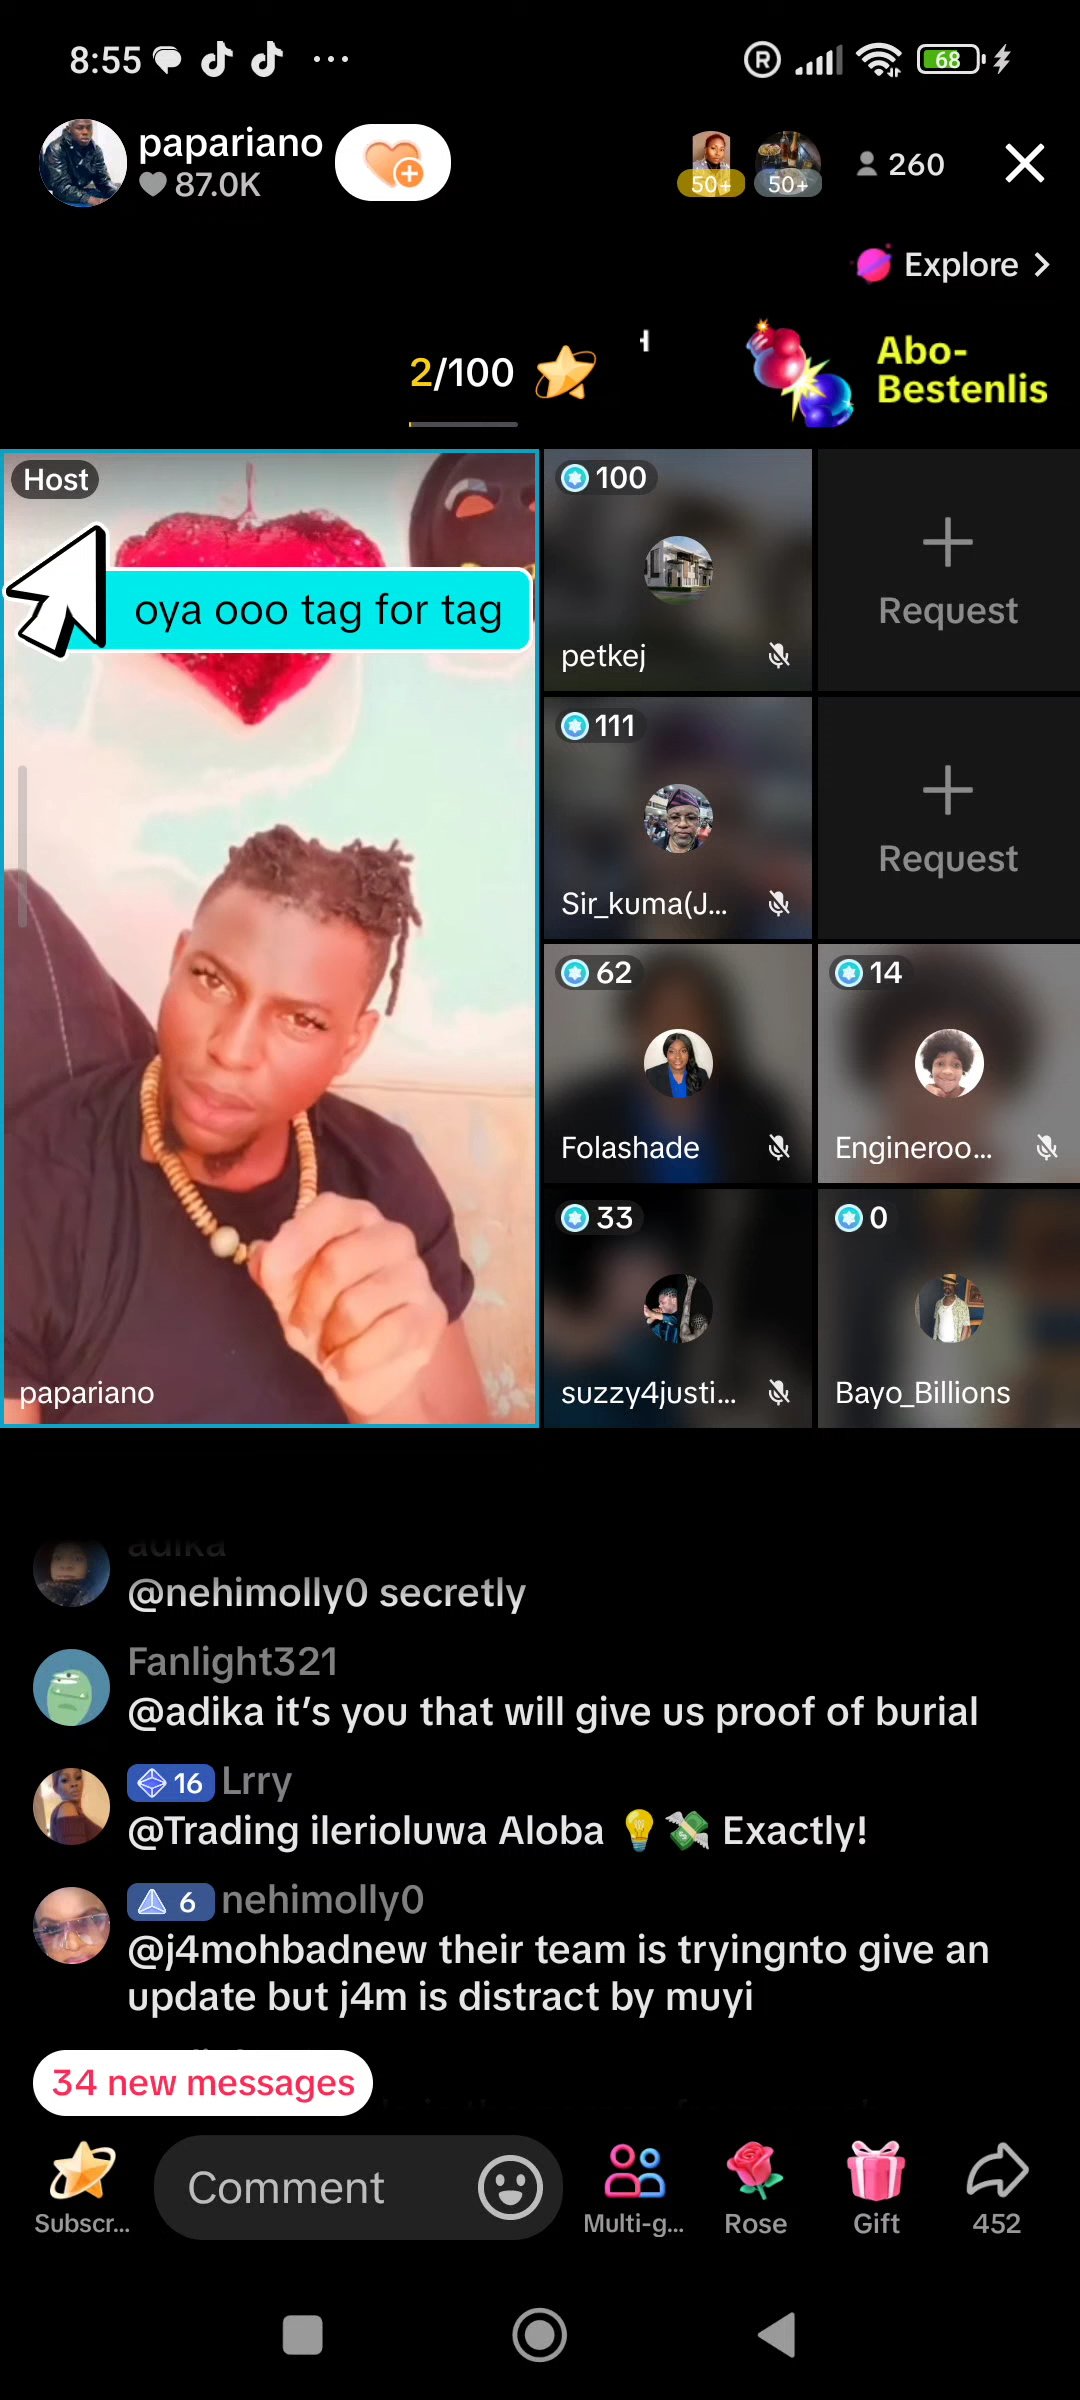 8:55
68
papariano
87.0K
50+
50+
260
Explore
2/100
Abo-
Bestenlis
Host
oya ooo tag for tag
papariano
100
petkej
Request
111
Sir_kuma(J...
Request
62
Folashade
14
Engineroo...
33
suzzy4justi...
0
Bayo_Billions
adika
@nehimolly0 secretly
Fanlight321
@adika it’s you that will give us proof of burial
16 Lrry
@Trading ilerioluwa Aloba 💡💸 Exactly!
6 nehimolly0
@j4mohbadnew their team is tryingnto give an
update but j4m is distract by muyi
34 new messages
Comment
Subscr...
Multi-g...
Rose
Gift
452